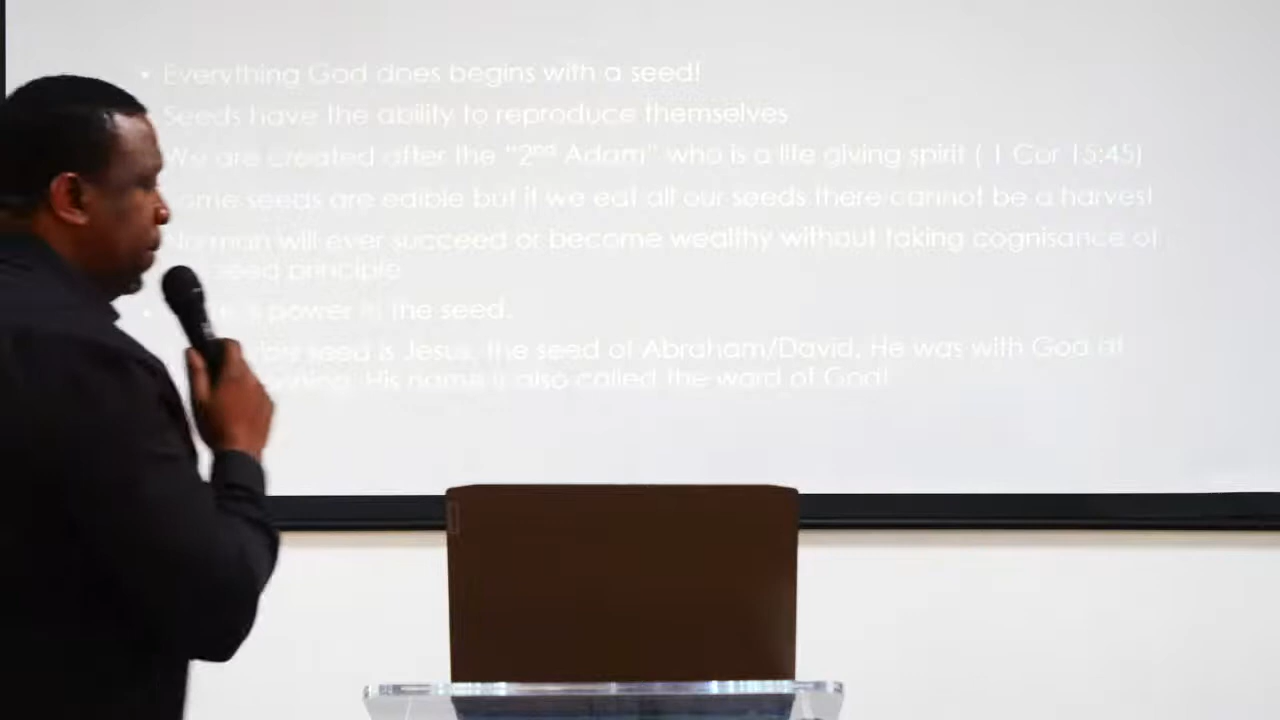 • Everything God does begins with a seed!
Seeds have the ability to reproduce themselves
We are created after the “2nd Adam” who is a life giving spirit ( 1 Cor 15:45)
seeds are edible but if we eat all our seeds there cannot be a harvest
No man will ever succeed or become wealthy without taking cognisance of
seed principle
• power in the seed.
seed is Jesus, the seed of Abraham/David. He was with God at
His name is also called the word of God!